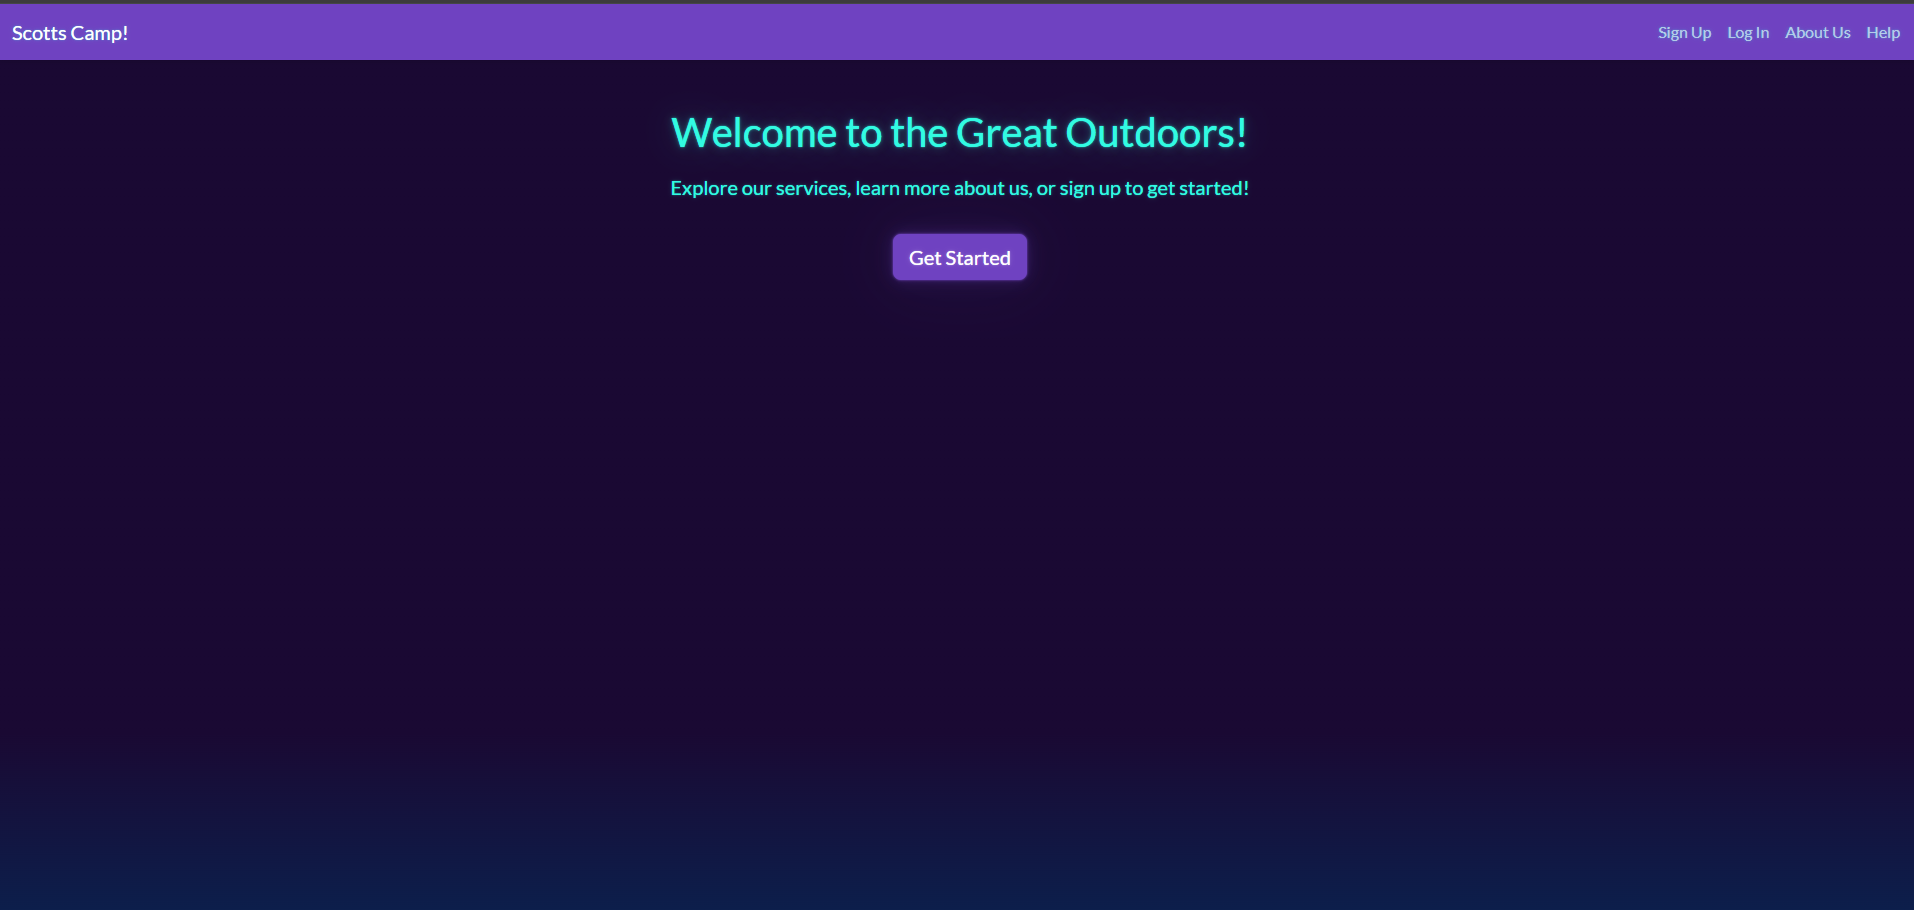 Scotts Camp!
Sign Up Log In About Us Help
Welcome to the Great Outdoors!
Explore our services, learn more about us, or sign up to get started!
Get Started